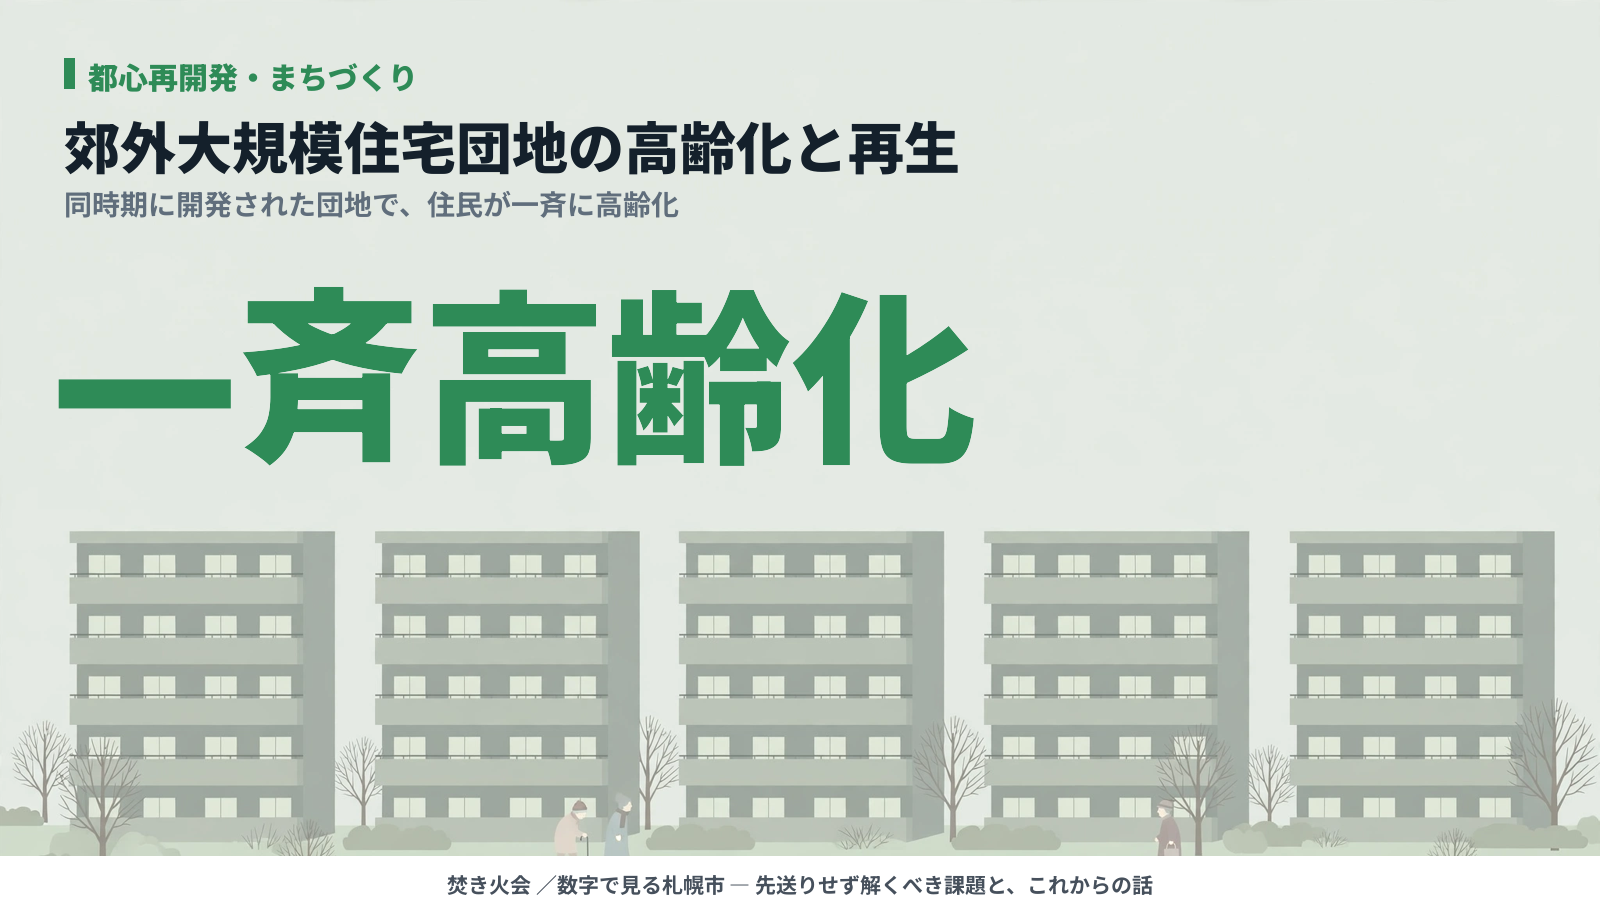 都心再開発・まちづくり
郊外大規模住宅団地の高齢化と再生
同時期に開発された団地で、住民が一斉に高齢化
一斉高齢化
焚き火会 ／数字で見る札幌市 — 先送りせず解くべき課題と、これからの話